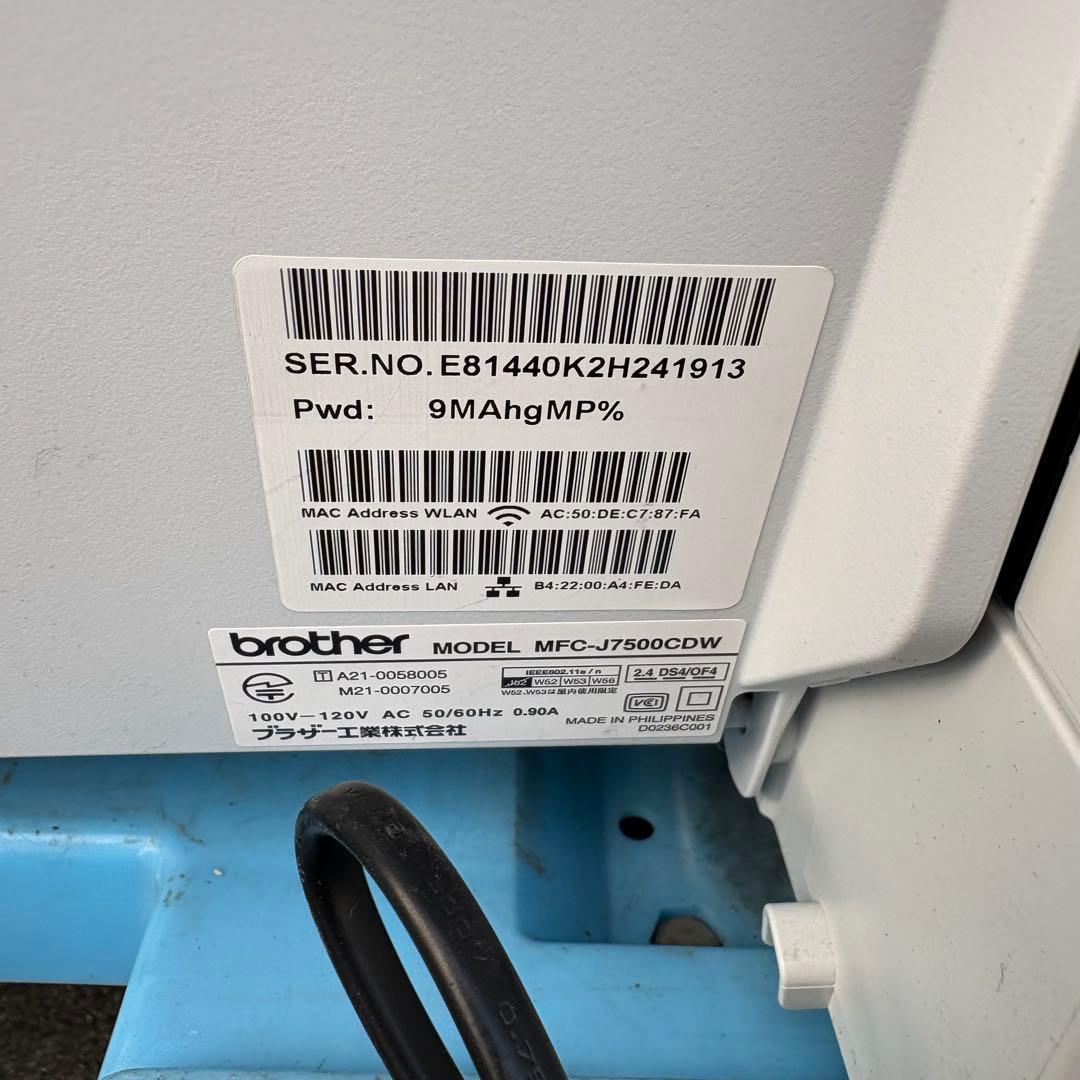 SER.NO.E81440K2H241913
Pwd: 9MAhgMP%
MAC Address WLAN AC:50:DE:C7:87:FA
MAC Address LAN B4:22:00:A4:FE:DA
brother MODEL MFC-J7500CDW
T A21-0058005
M21-0007005
IEEE802.11a/n
J52 W52 W53 W56
W52・W53は屋内使用限定
2.4 DS4/OF4
VCCI
100V—120V AC 50/60Hz 0.90A
MADE IN PHILIPPINES
ブラザー工業株式会社
D0236C001